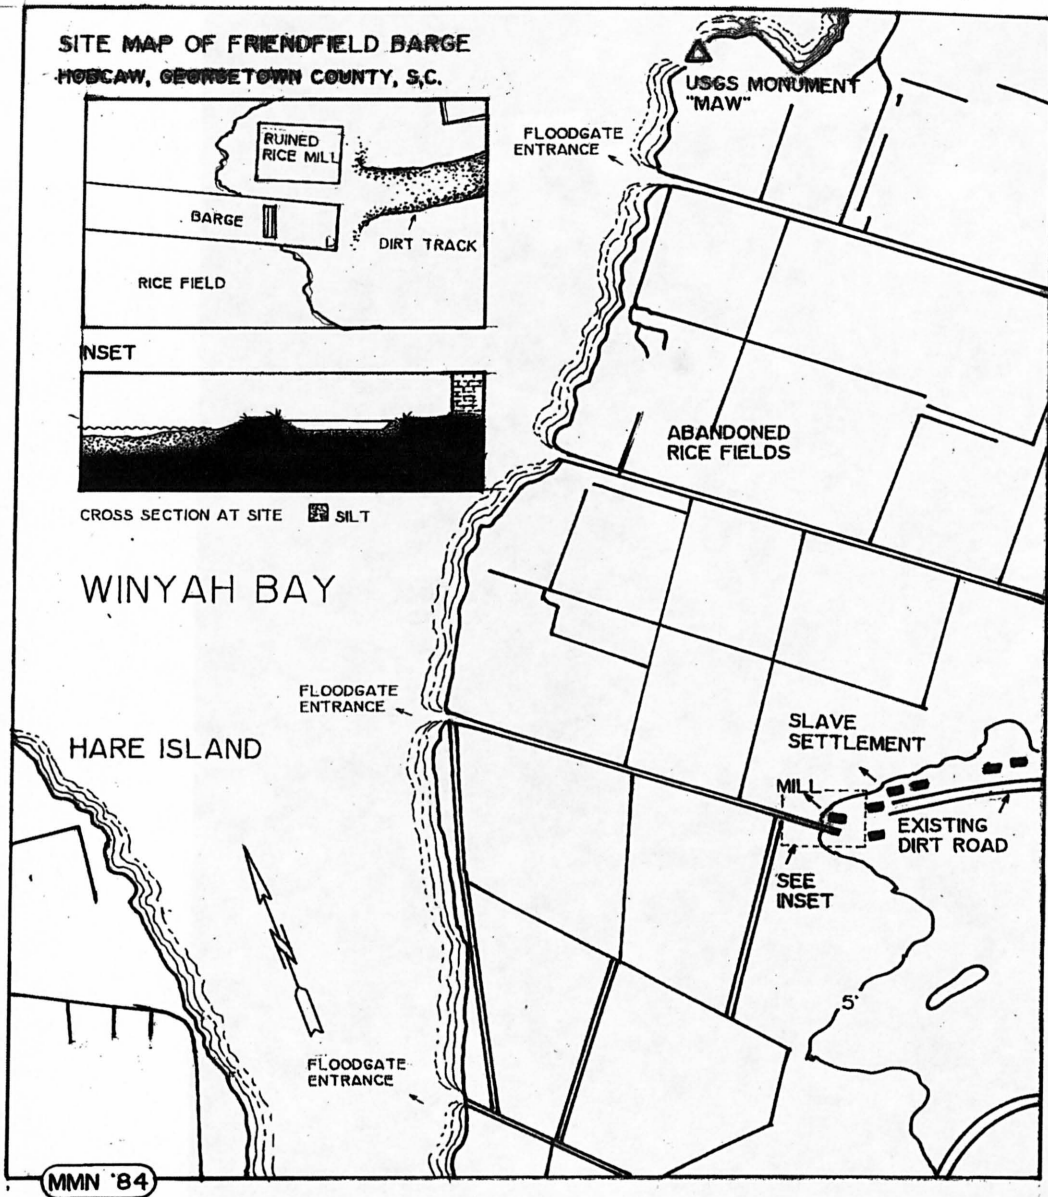 SITE MAP OF FRIENDFIELD BARGE
HOBCAW, GEORGETOWN COUNTY, S.C.
USGS MONUMENT
"MAW"
FLOODGATE
ENTRANCE
RUINED
RICE MILL
BARGE
DIRT TRACK
RICE FIELD
INSET
ABANDONED
RICE FIELDS
CROSS SECTION AT SITE
SILT
WINYAH BAY
FLOODGATE
ENTRANCE
HARE ISLAND
SLAVE
SETTLEMENT
MILL
EXISTING
DIRT ROAD
SEE
INSET
5'
N
FLOODGATE
ENTRANCE
MMN '84